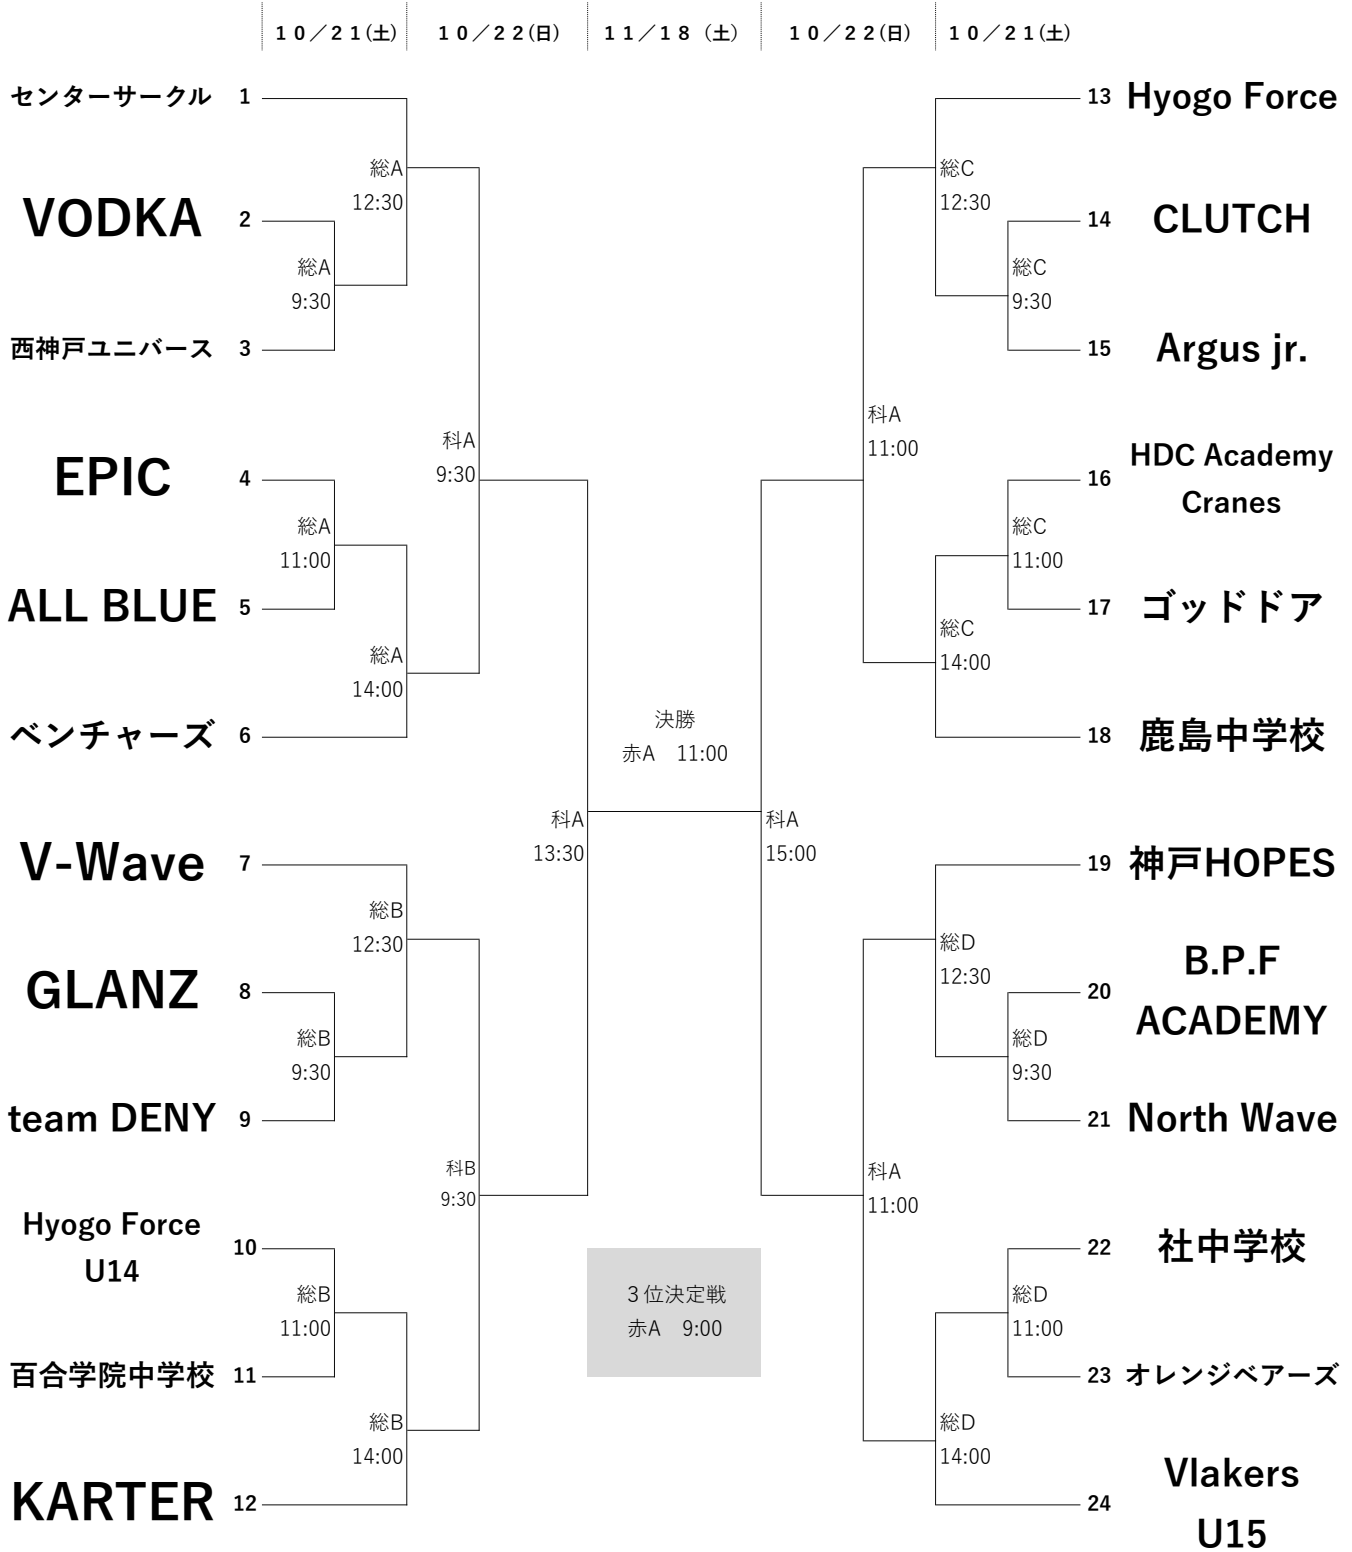 １０／２１(土)
１０／２２(日)
１１／１８（土）
１０／２２(日)
１０／２１(土)
センターサークル 1
総A
12:30
VODKA 2
総A
9:30
西神戸ユニバース 3
科A
9:30
EPIC 4
総A
11:00
ALL BLUE 5
総A
14:00
ベンチャーズ 6
科A
13:30
V-Wave 7
総B
12:30
GLANZ 8
総B
9:30
team DENY 9
科B
9:30
Hyogo Force
U14
10
総B
11:00
百合学院中学校 11
総B
14:00
KARTER 12
決勝
赤A　11:00
３位決定戦
赤A　9:00
13 Hyogo Force
総C
12:30
14 CLUTCH
総C
9:30
15 Argus jr.
科A
11:00
16
HDC Academy
Cranes
総C
11:00
17 ゴッドドア
総C
14:00
18 鹿島中学校
科A
15:00
19 神戸HOPES
総D
12:30
20
B.P.F
ACADEMY
総D
9:30
21 North Wave
科A
11:00
22 社中学校
総D
11:00
23 オレンジベアーズ
総D
14:00
24
Vlakers
U15